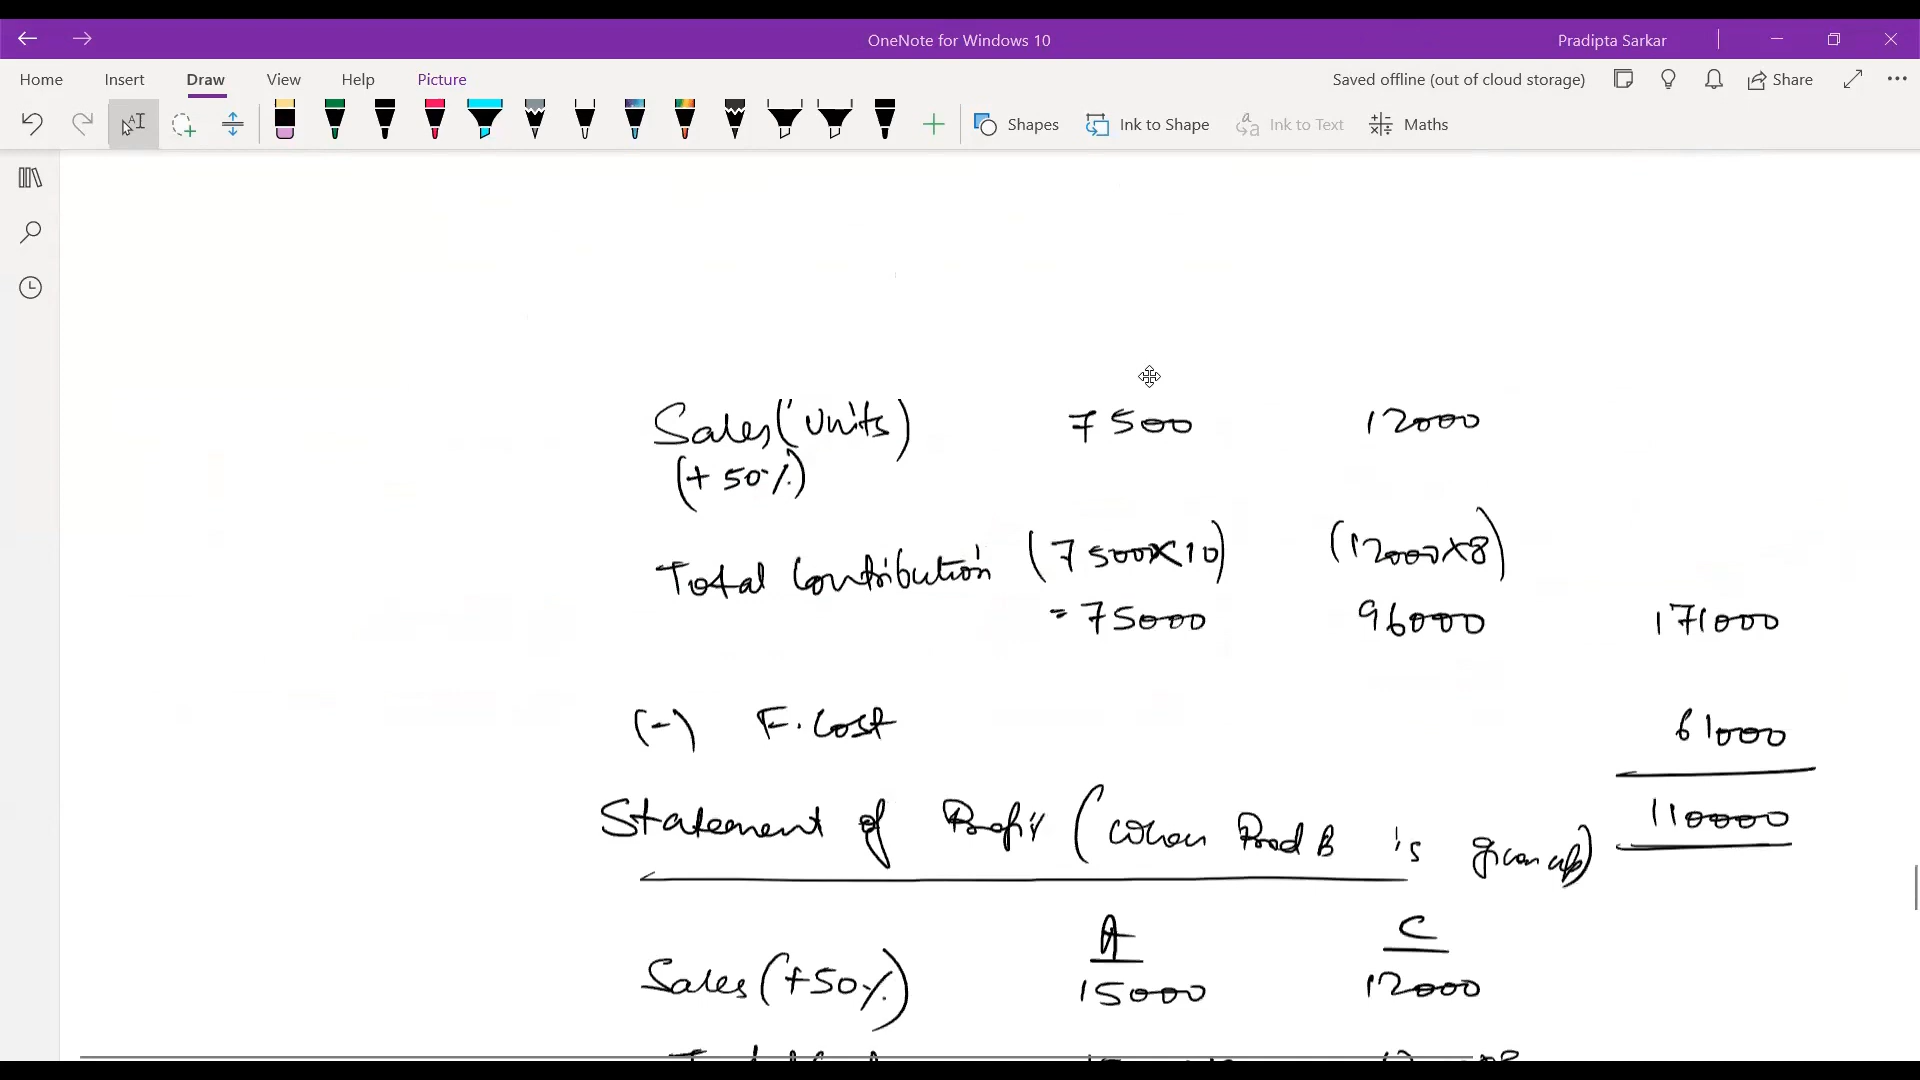 OneNote for Windows 10
Pradipta Sarkar
Home Insert Draw View Help Picture
Saved offline (out of cloud storage) Share
Shapes Ink to Shape Ink to Text Maths
Sales (Units) 7500 12000
(+ 50%)
Total Contribution (7500X10) (12000X8)
= 75000 96000 171000
(-) F. Cost 61000
110000
Statement of Profit (When Prod B is given up)
A C
Sales (+50%) 15000 12000